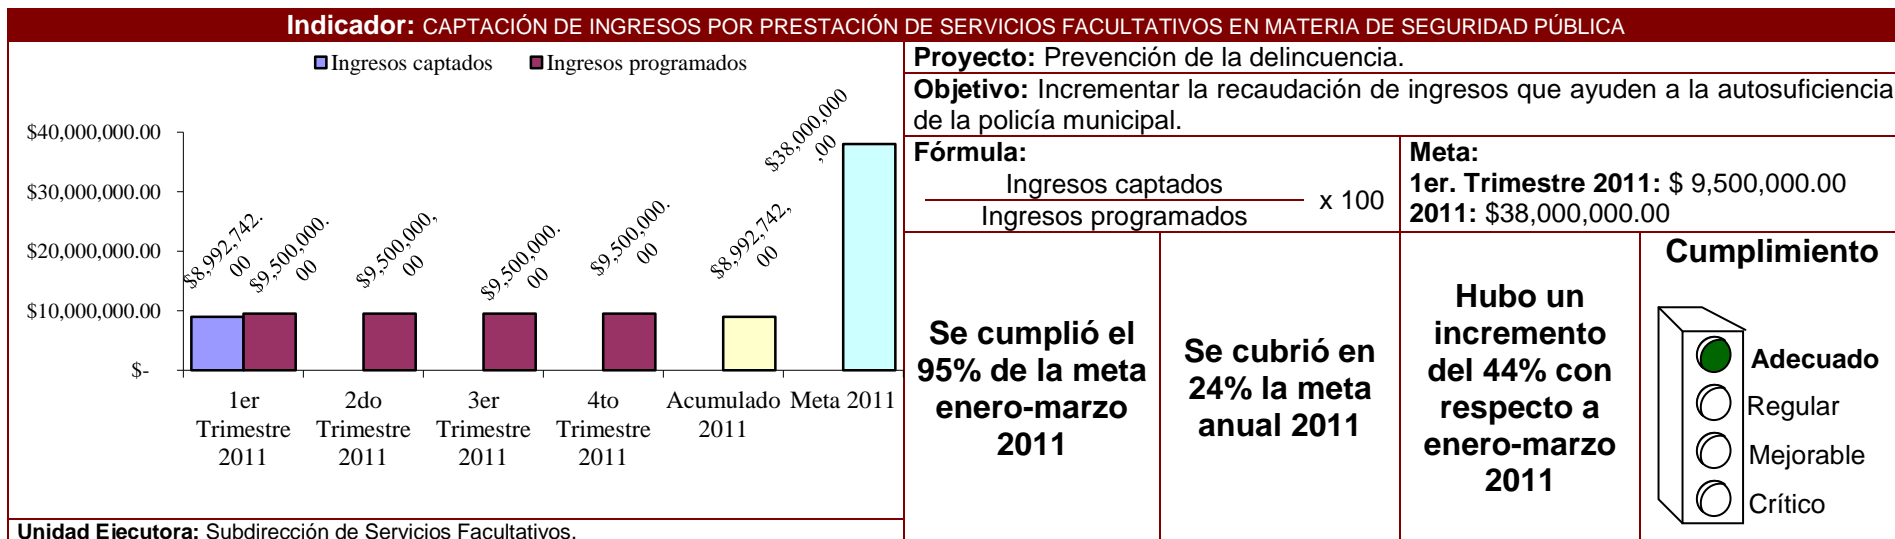 Indicador: CAPTACIÓN DE INGRESOS POR PRESTACIÓN DE SERVICIOS FACULTATIVOS EN MATERIA DE SEGURIDAD PÚBLICA
Ingresos captados Ingresos programados
$40,000,000.00
$30,000,000.00
$20,000,000.00
$10,000,000.00
$-
$8,992,742.
00
$9,500,000.
00
$9,500,000,
00
$9,500,000.
00
$9,500,000.
00
$8,992,742,
00
$38,000,000
,00
1er
Trimestre
2011
2do
Trimestre
2011
3er
Trimestre
2011
4to
Trimestre
2011
Acumulado
2011
Meta 2011
Unidad Ejecutora: Subdirección de Servicios Facultativos.
Proyecto: Prevención de la delincuencia.
Objetivo: Incrementar la recaudación de ingresos que ayuden a la autosuficiencia
de la policía municipal.
Fórmula:
Ingresos captados
Ingresos programados
x 100
Meta:
1er. Trimestre 2011: $ 9,500,000.00
2011: $38,000,000.00
Se cumplió el
95% de la meta
enero-marzo
2011
Se cubrió en
24% la meta
anual 2011
Hubo un
incremento
del 44% con
respecto a
enero-marzo
2011
Cumplimiento
Adecuado
Regular
Mejorable
Crítico